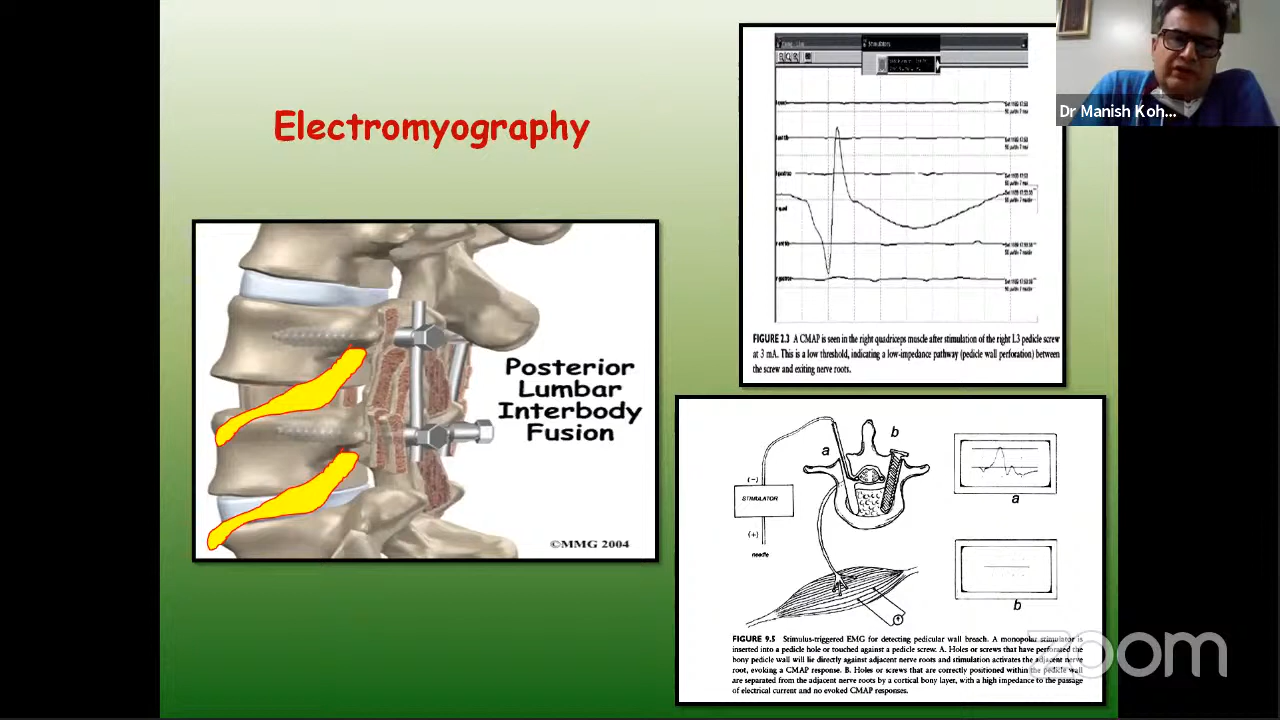 Electromyography
Dr Manish Koh...
Stimulators
FIGURE 2.3 A CMAP is seen in the right quadriceps muscle after stimulation of the right L3 pedicle screw
at 3 mA. This is a low threshold, indicating a low-impedance pathway (pedicle wall perforation) between
the screw and exiting nerve roots.
Posterior
Lumbar
Interbody
Fusion
©MMG 2004
a
b
(−)
STIMULATOR
(+)
needle
a
b
FIGURE 9.5 Stimulus-triggered EMG for detecting pedicular wall breach. A monopolar stimulator is
inserted into a pedicle hole or touched against a pedicle screw. A. Holes or screws that have perforated the
bony pedicle wall will lie directly against adjacent nerve roots and stimulation activates the adjacent nerve
root, evoking a CMAP response. B. Holes or screws that are correctly positioned within the pedicle wall
are separated from the adjacent nerve roots by a cortical bony layer, with a high impedance to the passage
of electrical current and no evoked CMAP responses.
zoom